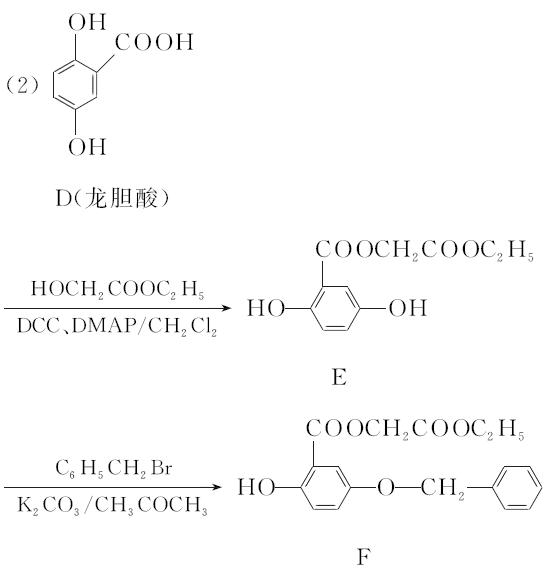 OH
COOH
(2)
OH
D(龙胆酸)
COOCH₂COOC₂H₅
HOCH₂COOC₂H₅
DCC、DMAP/CH₂Cl₂
HO
OH
E
COOCH₂COOC₂H₅
C₆H₅CH₂Br
K₂CO₃/CH₃COCH₃
HO
O—CH₂
F